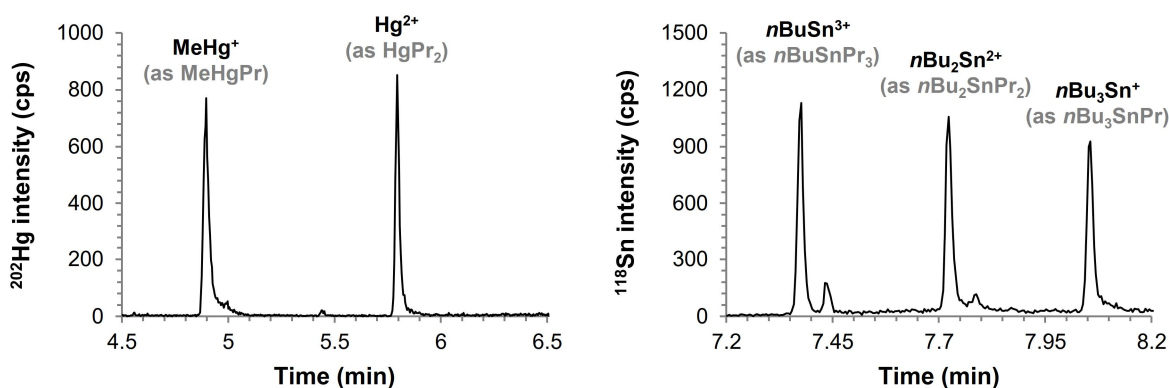 ²⁰²Hg intensity (cps)
1000
800
600
400
200
0
MeHg⁺
(as MeHgPr)
Hg²⁺
(as HgPr₂)
4.5 5 5.5 6 6.5
Time (min)
¹¹⁸Sn intensity (cps)
1500
1200
900
600
300
0
nBuSn³⁺
(as nBuSnPr₃)
nBu₂Sn²⁺
(as nBu₂SnPr₂)
nBu₃Sn⁺
(as nBu₃SnPr)
7.2 7.45 7.7 7.95 8.2
Time (min)